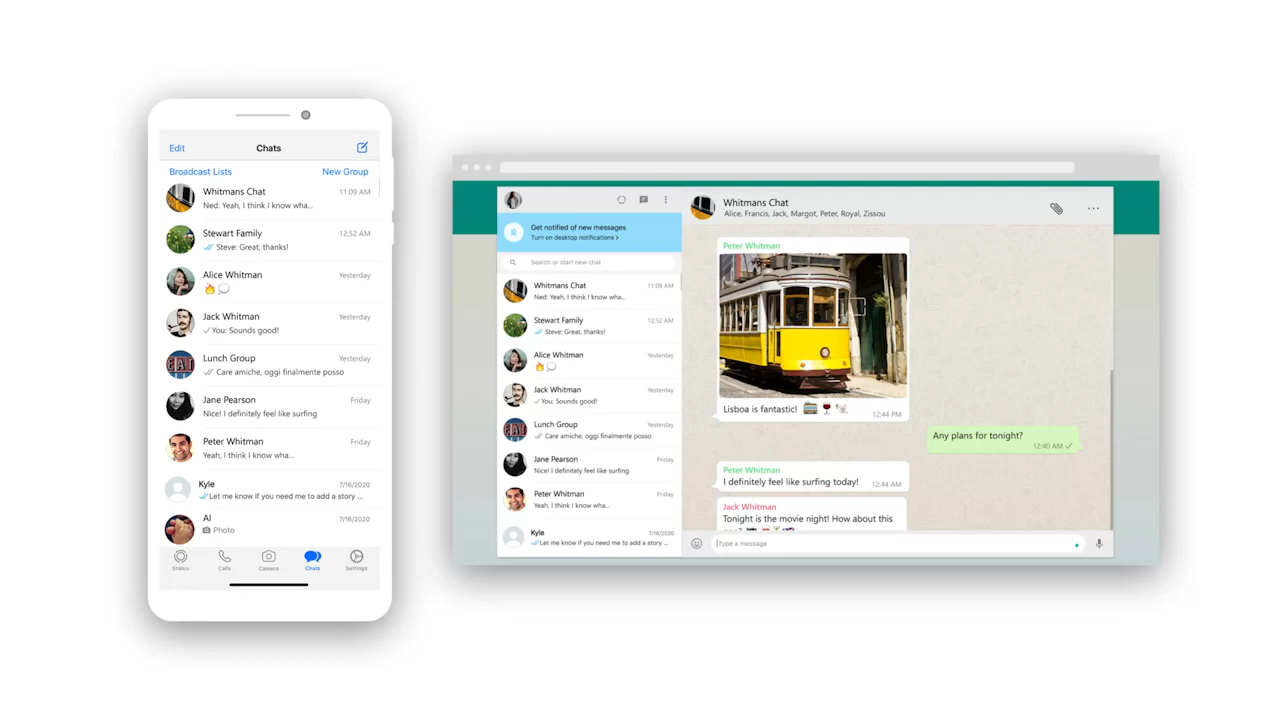 Edit
Chats
Broadcast Lists
New Group
Whitmans Chat
11:09 AM
Ned: Yeah, I think I know wha...
Stewart Family
12:52 AM
Steve: Great, thanks!
Alice Whitman
Yesterday
Jack Whitman
Yesterday
You: Sounds good!
Lunch Group
Yesterday
Care amiche, oggi finalmente posso
Jane Pearson
Friday
Nice! I definitely feel like surfing
Peter Whitman
Friday
Yeah, I think I know wha...
Kyle
7/16/2020
Let me know if you need me to add a story ...
Al
7/16/2020
Photo
Status
Calls
Camera
Chats
Settings
Get notified of new messages
Turn on desktop notifications >
Search or start new chat
Whitmans Chat
11:09 AM
Ned: Yeah, I think I know wha...
Stewart Family
12:52 AM
Steve: Great, thanks!
Alice Whitman
Yesterday
Jack Whitman
Yesterday
You: Sounds good!
Lunch Group
Yesterday
Care amiche, oggi finalmente posso
Jane Pearson
Friday
Nice! I definitely feel like surfing
Peter Whitman
Friday
Yeah, I think I know wha...
Kyle
7/16/2020
Let me know if you need me to add a story ...
Whitmans Chat
Alice, Francis, Jack, Margot, Peter, Royal, Zissou
Peter Whitman
Lisboa is fantastic!
12:44 PM
Any plans for tonight?
12:40 AM
Peter Whitman
I definitely feel like surfing today!
12:44 AM
Jack Whitman
Tonight is the movie night! How about this
Type a message